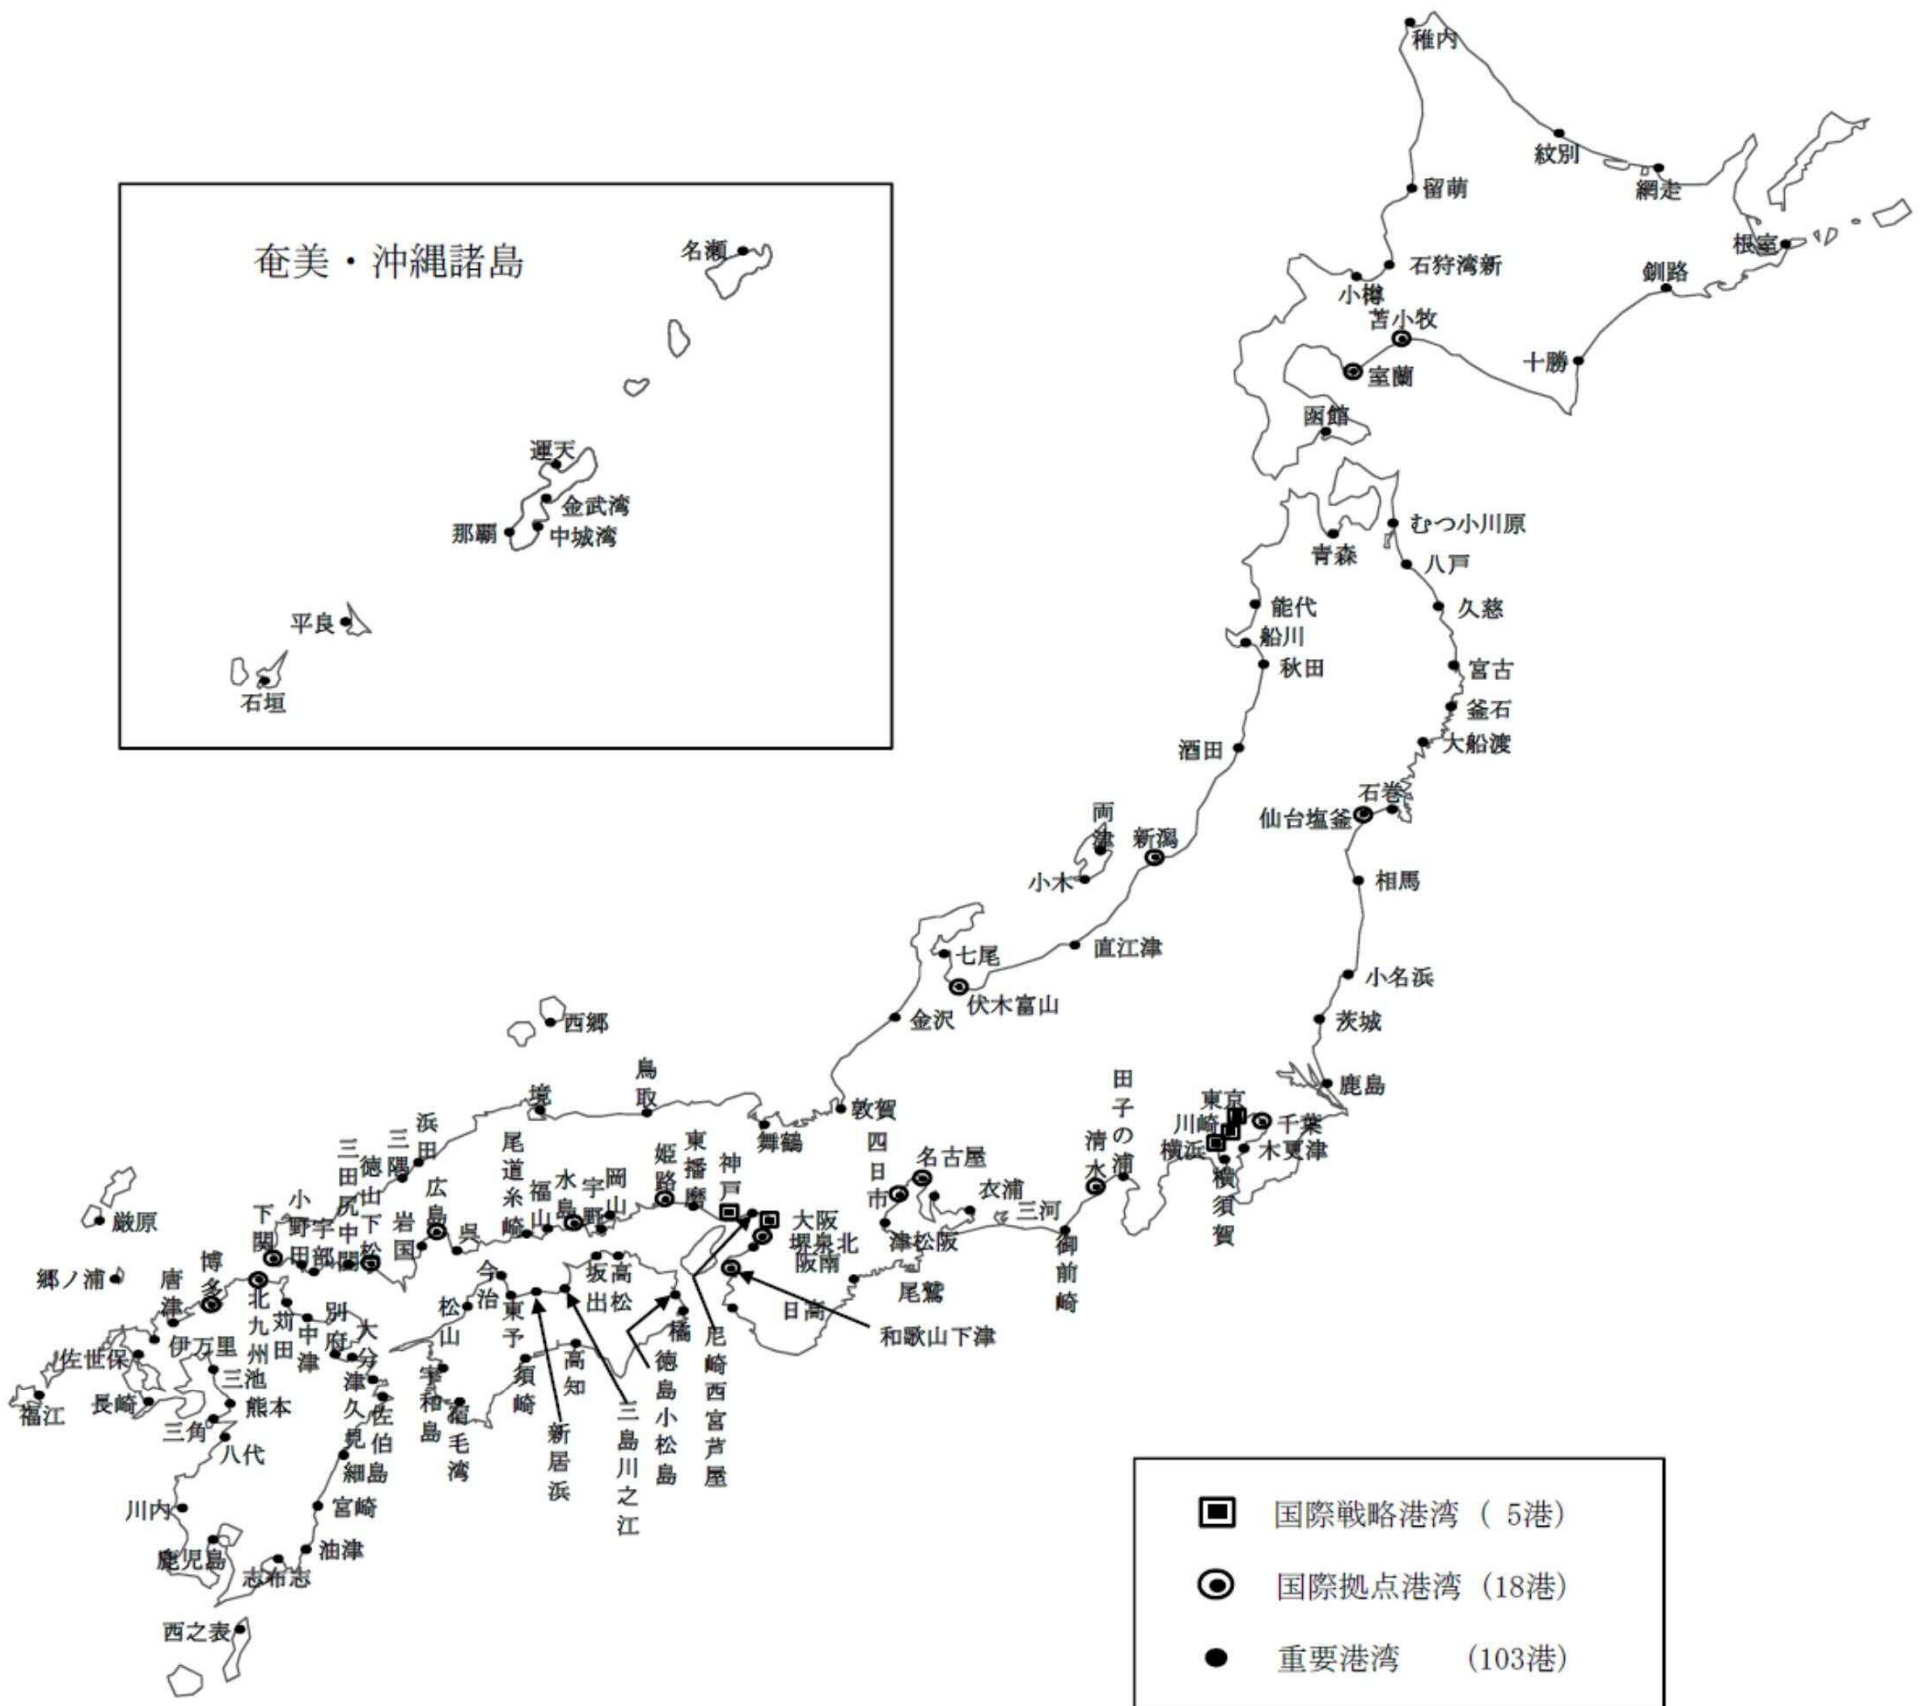 稚内
紋別
網走
留萌
根室
石狩湾新
小樽
釧路
苫小牧
十勝
室蘭
函館
奄美・沖縄諸島
名瀬
運天
金武湾
那覇
中城湾
平良
石垣
むつ小川原
青森
八戸
能代
久慈
船川
秋田
宮古
釜石
大船渡
酒田
石巻
仙台塩釜
両津
新潟
小木
相馬
直江津
七尾
伏木富山
小名浜
金沢
茨城
西郷
鹿島
鳥取
境
敦賀
舞鶴
田子の浦
東京
川崎
千葉
横浜
木更津
横須賀
清水
四日市
名古屋
衣浦
三河
御前崎
津松阪
尾鷲
浜田
三隅
三田尻中関
徳山下松
広島
岩国
呉
尾道糸崎
福山
水島
宇野
岡山
姫路
東播磨
神戸
大阪
堺泉北
阪南
日高
和歌山下津
尼崎西宮芦屋
厳原
郷ノ浦
下関
小野田
宇部
博多
唐津
北九州
苅田
中津
別府
大分
津久見
佐伯
伊万里
佐世保
長崎
福江
三池
熊本
三角
八代
細島
川内
宮崎
鹿児島
油津
志布志
西之表
今治
松山
東予
坂出
高松
橘
徳島小松島
宇和島
宿毛湾
須崎
高知
新居浜
三島川之江
国際戦略港湾 ( 5港)
国際拠点港湾 (18港)
重要港湾 (103港)